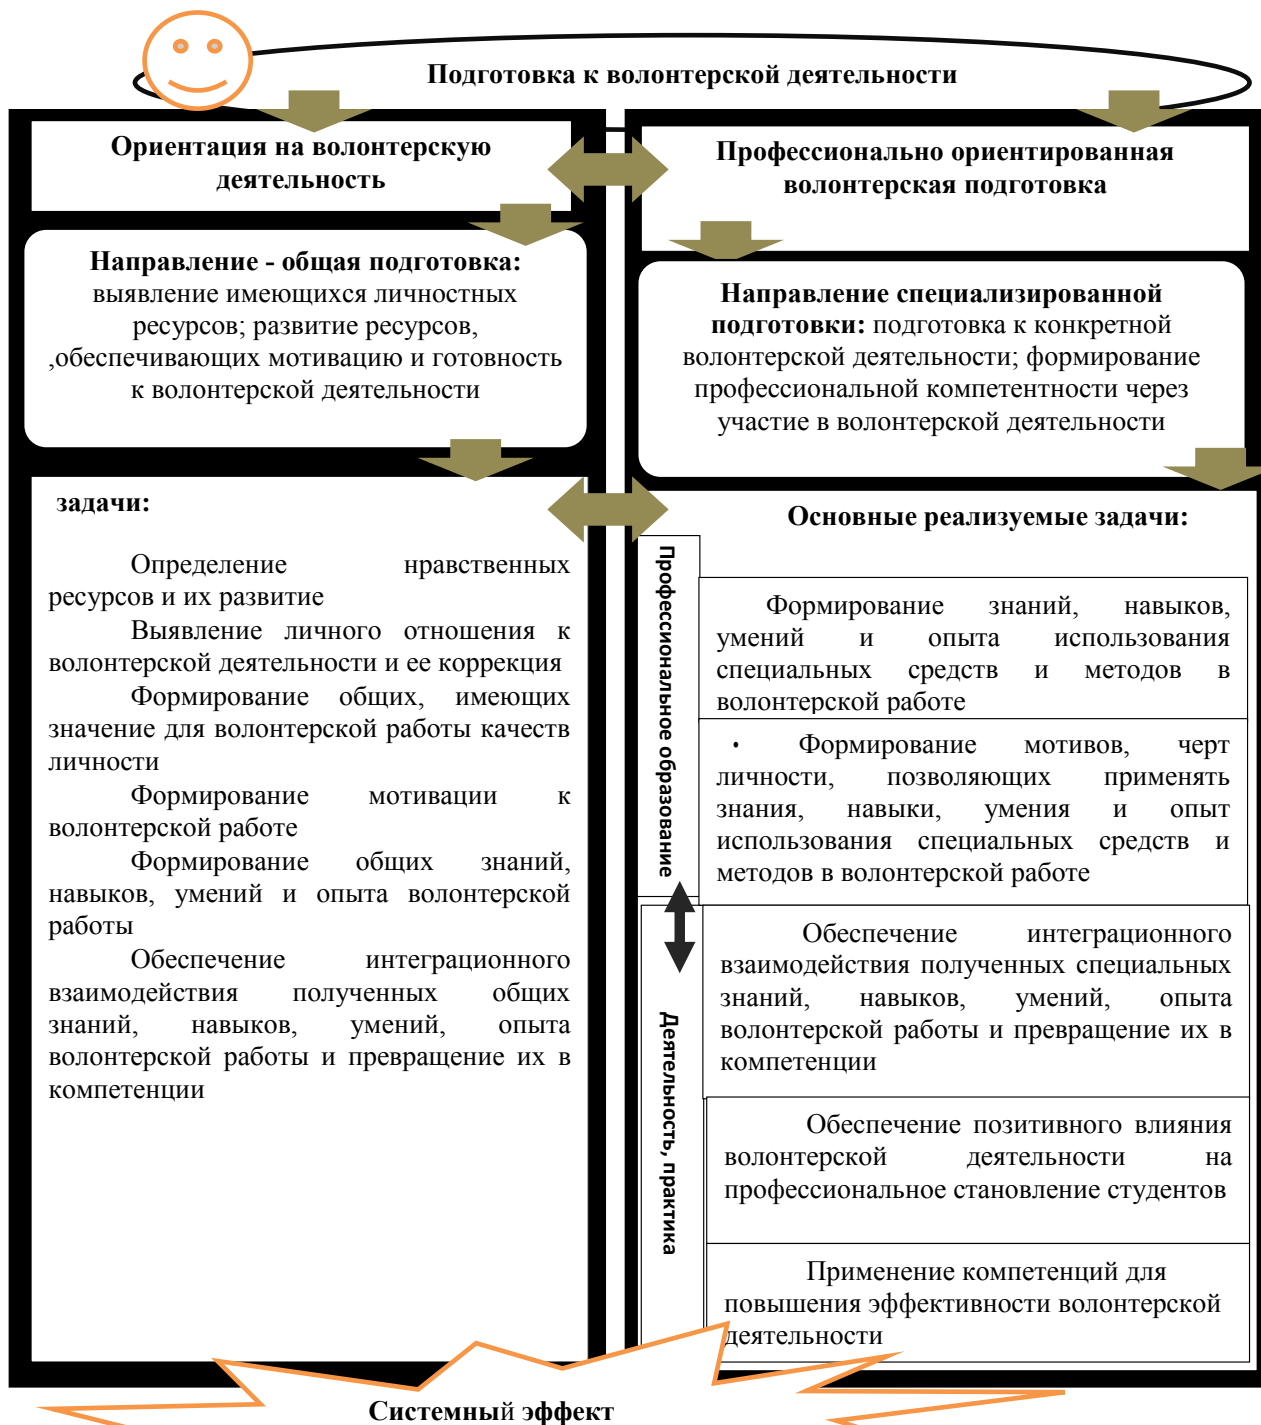 Подготовка к волонтерской деятельности
Ориентация на волонтерскую
деятельность
Профессионально ориентированная
волонтерская подготовка
Направление - общая подготовка:
выявление имеющихся личностных
ресурсов; развитие ресурсов,
,обеспечивающих мотивацию и готовность
к волонтерской деятельности
Направление специализированной
подготовки: подготовка к конкретной
волонтерской деятельности; формирование
профессиональной компетентности через
участие в волонтерской деятельности
задачи:
Определение нравственных
ресурсов и их развитие
Выявление личного отношения к
волонтерской деятельности и ее коррекция
Формирование общих, имеющих
значение для волонтерской работы качеств
личности
Формирование мотивации к
волонтерской работе
Формирование общих знаний,
навыков, умений и опыта волонтерской
работы
Обеспечение интеграционного
взаимодействия полученных общих
знаний, навыков, умений, опыта
волонтерской работы и превращение их в
компетенции
Основные реализуемые задачи:
Профессиональное образование
Формирование знаний, навыков,
умений и опыта использования
специальных средств и методов в
волонтерской работе
• Формирование мотивов, черт
личности, позволяющих применять
знания, навыки, умения и опыт
использования специальных средств и
методов в волонтерской работе
Деятельность, практика
Обеспечение интеграционного
взаимодействия полученных специальных
знаний, навыков, умений, опыта
волонтерской работы и превращение их в
компетенции
Обеспечение позитивного влияния
волонтерской деятельности на
профессиональное становление студентов
Применение компетенций для
повышения эффективности волонтерской
деятельности
Системный эффект